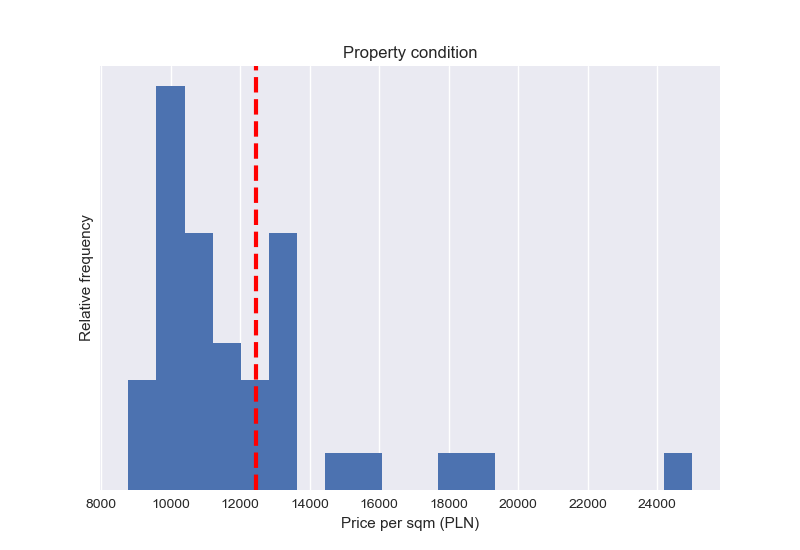 Property condition
Relative frequency
8000 10000 12000 14000 16000 18000 20000 22000 24000
Price per sqm (PLN)